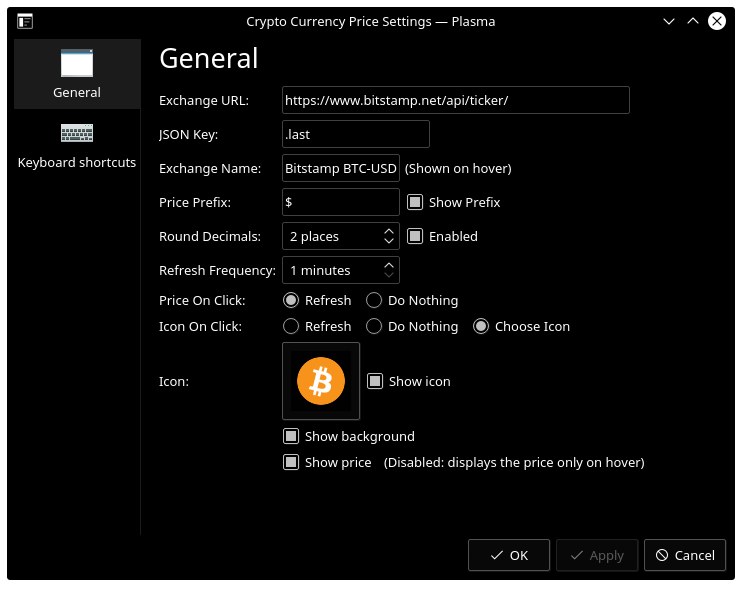 Crypto Currency Price Settings — Plasma
General
Keyboard shortcuts
General
Exchange URL: https://www.bitstamp.net/api/ticker/
JSON Key: .last
Exchange Name: Bitstamp BTC-USD (Shown on hover)
Price Prefix: $ Show Prefix
Round Decimals: 2 places Enabled
Refresh Frequency: 1 minutes
Price On Click: Refresh Do Nothing
Icon On Click: Refresh Do Nothing Choose Icon
Icon: Show icon
Show background
Show price (Disabled: displays the price only on hover)
OK Apply Cancel